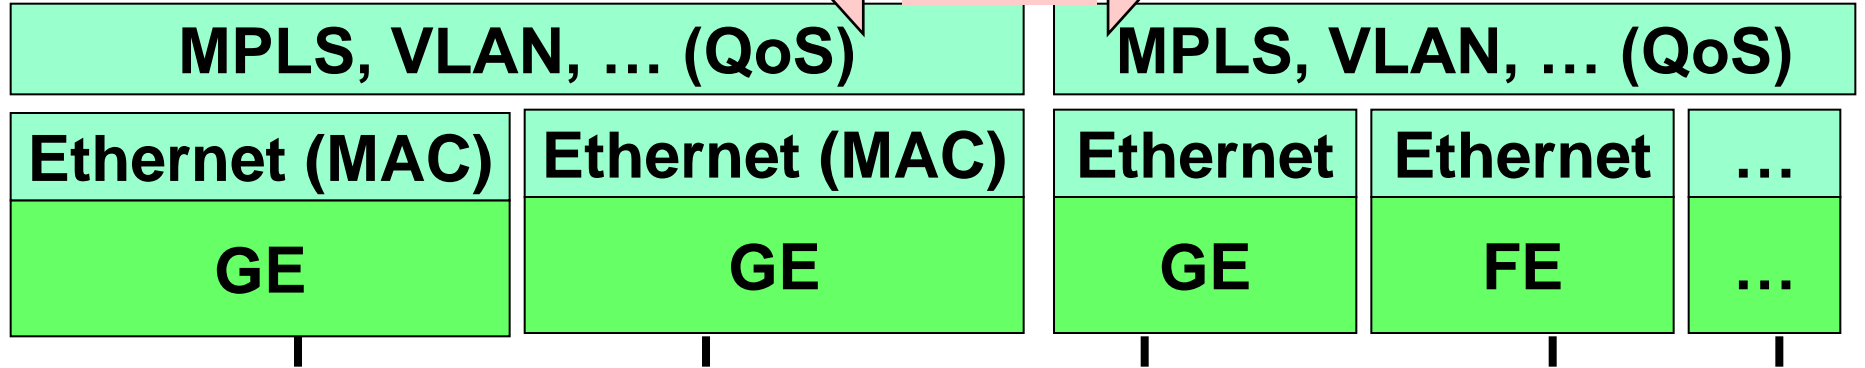 MPLS, VLAN, … (QoS) MPLS, VLAN, … (QoS)
Ethernet (MAC) Ethernet (MAC) Ethernet Ethernet …
GE GE GE FE …